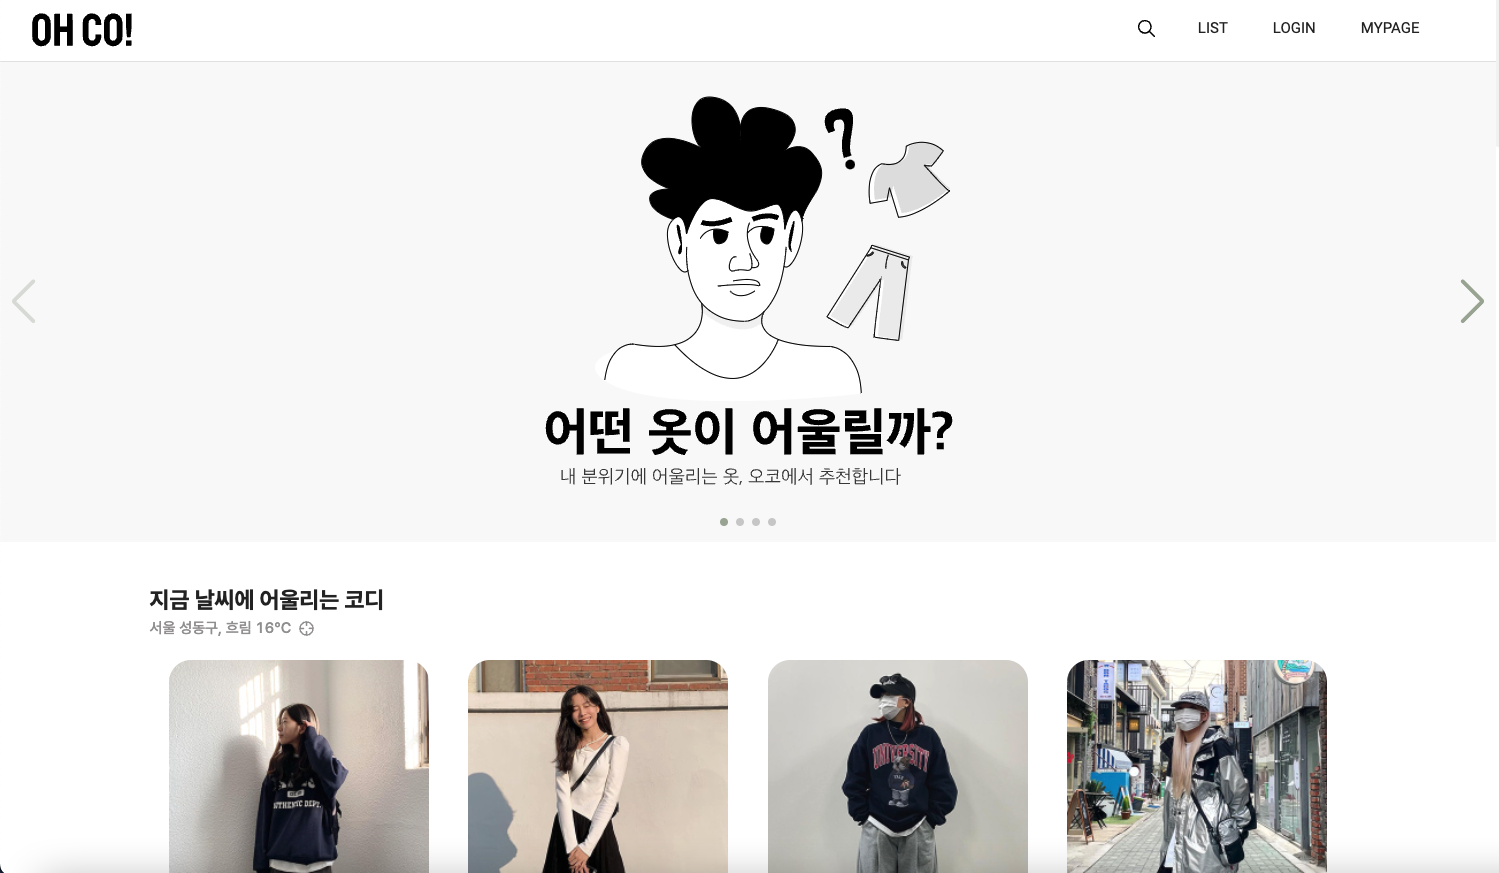 OH CO!
LIST LOGIN MYPAGE
?
어떤 옷이 어울릴까?
내 분위기에 어울리는 옷, 오코에서 추천합니다
지금 날씨에 어울리는 코디
서울 성동구, 흐림 16°C
AUTHENTIC DEPT.
UNIVERSITY